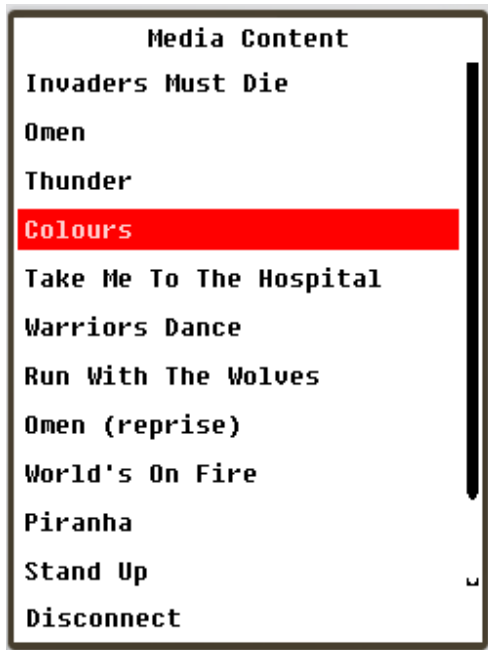 Media Content
Invaders Must Die
Omen
Thunder
Colours
Take Me To The Hospital
Warriors Dance
Run With The Wolves
Omen (reprise)
World's On Fire
Piranha
Stand Up
Disconnect